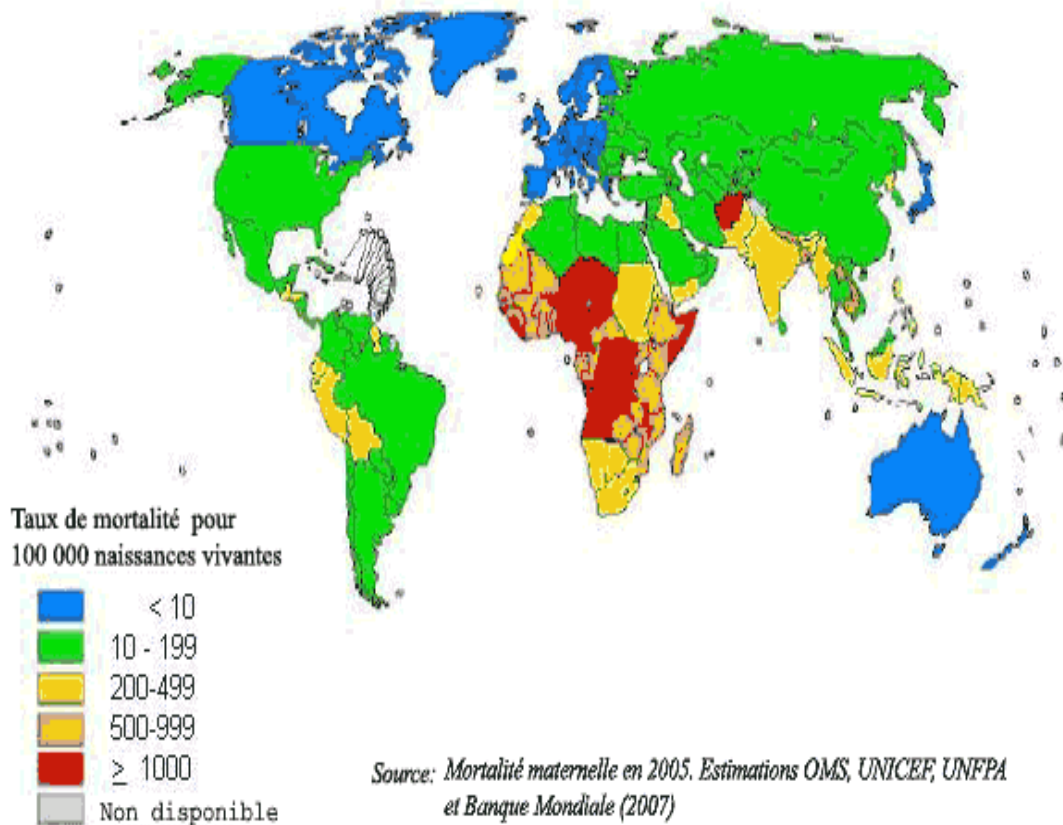 Taux de mortalité pour
100 000 naissances vivantes
< 10
10 - 199
200-499
500-999
≥ 1000
Non disponible
Source: Mortalité maternelle en 2005. Estimations OMS, UNICEF, UNFPA
et Banque Mondiale (2007)